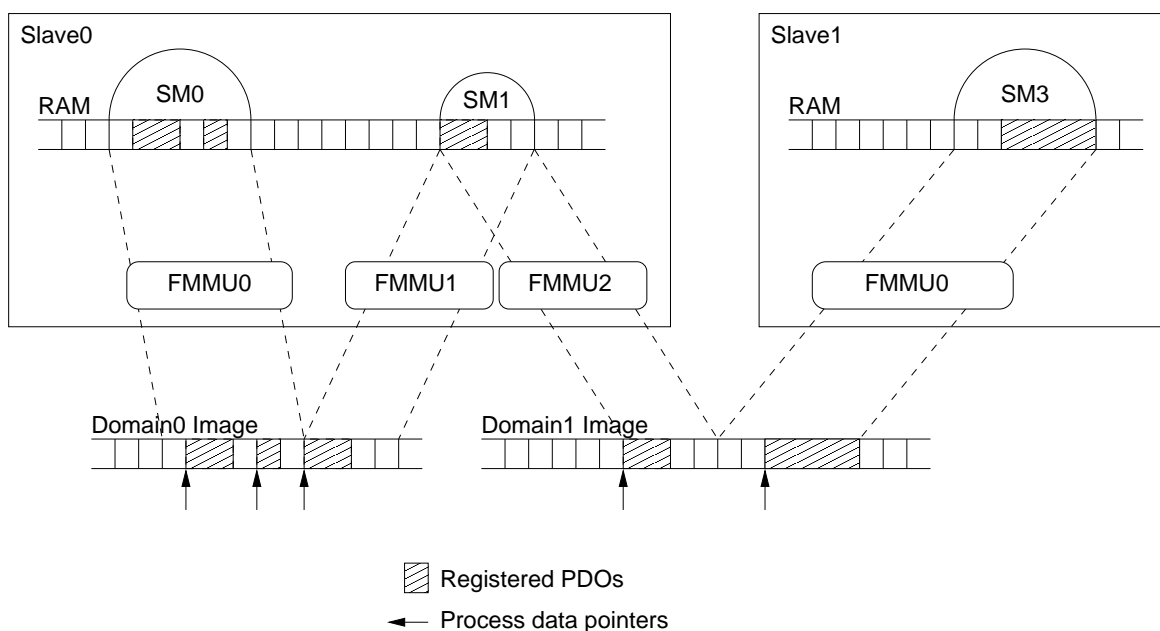 Slave0
Slave1
SM0
SM1
SM3
RAM
RAM
FMMU0
FMMU1
FMMU2
FMMU0
Domain0 Image
Domain1 Image
Registered PDOs
Process data pointers